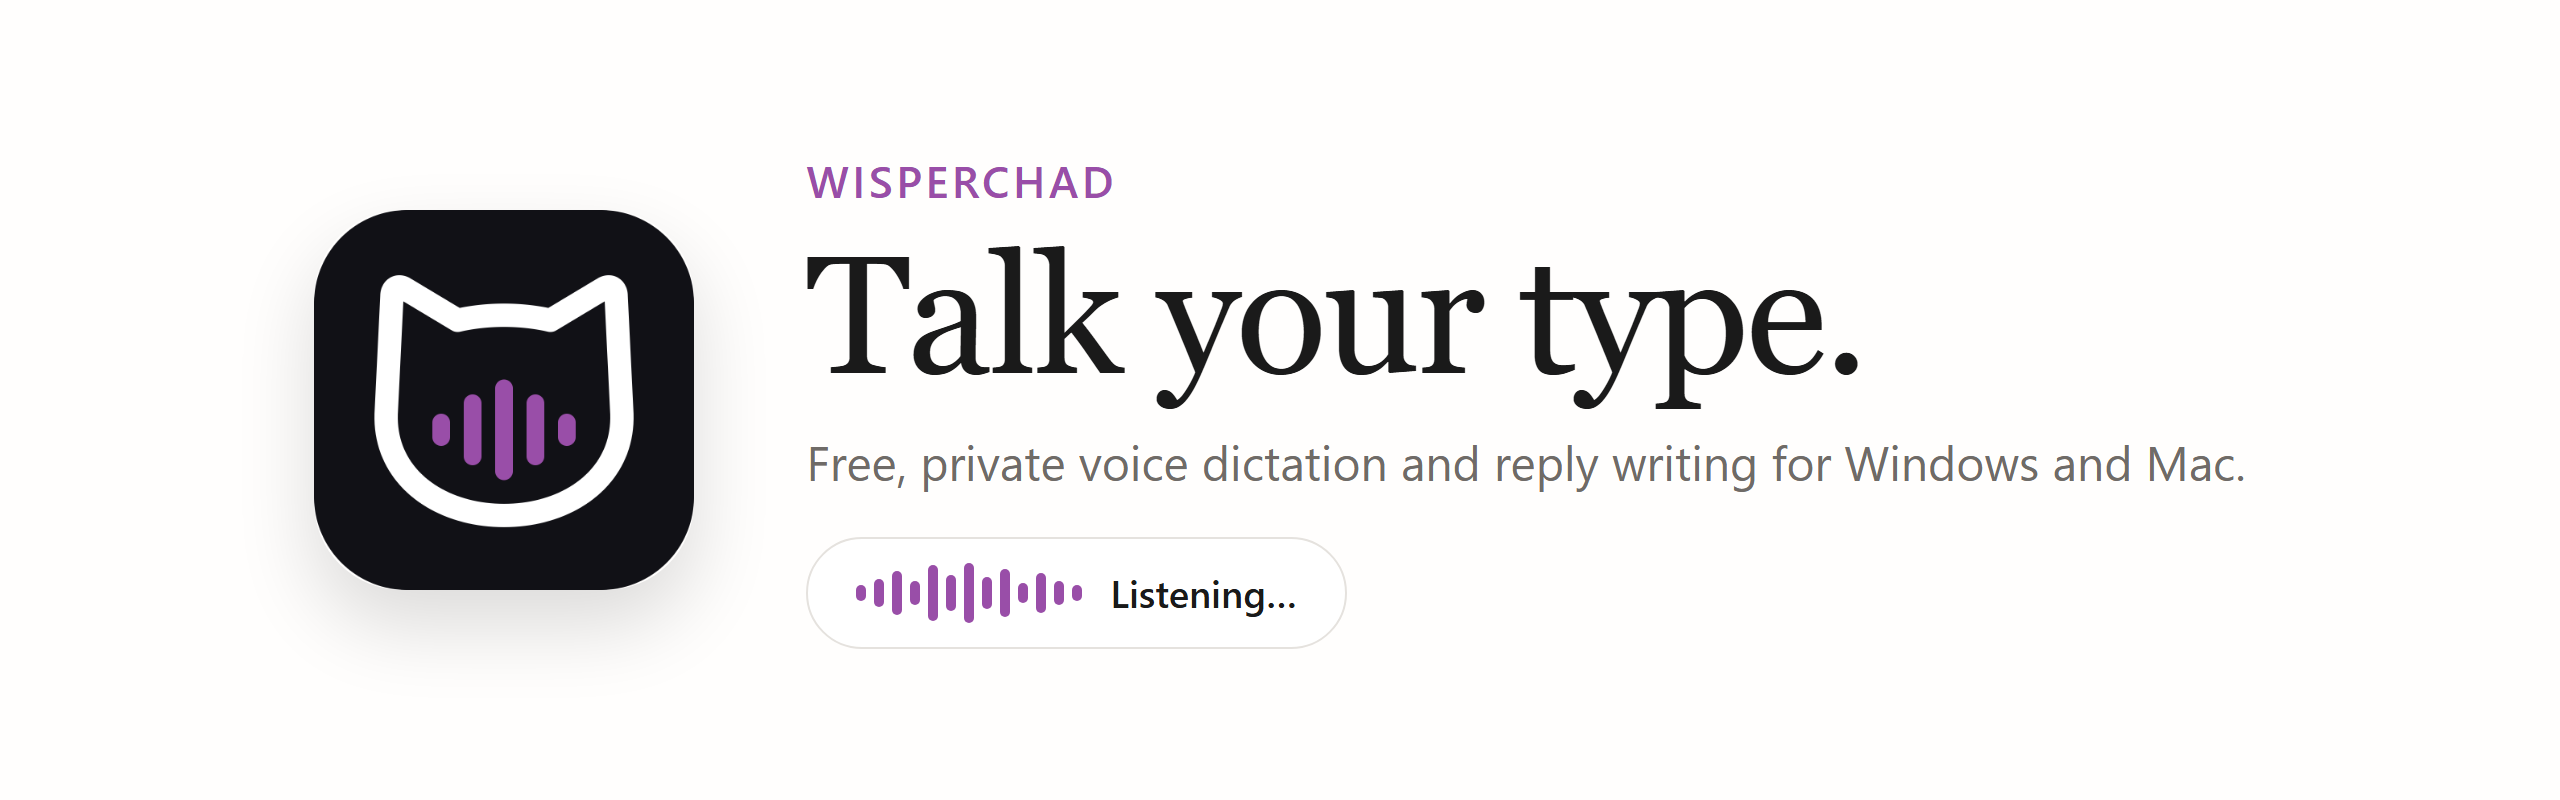 WISPERCHAD
Talk your type.
Free, private voice dictation and reply writing for Windows and Mac.
Listening...